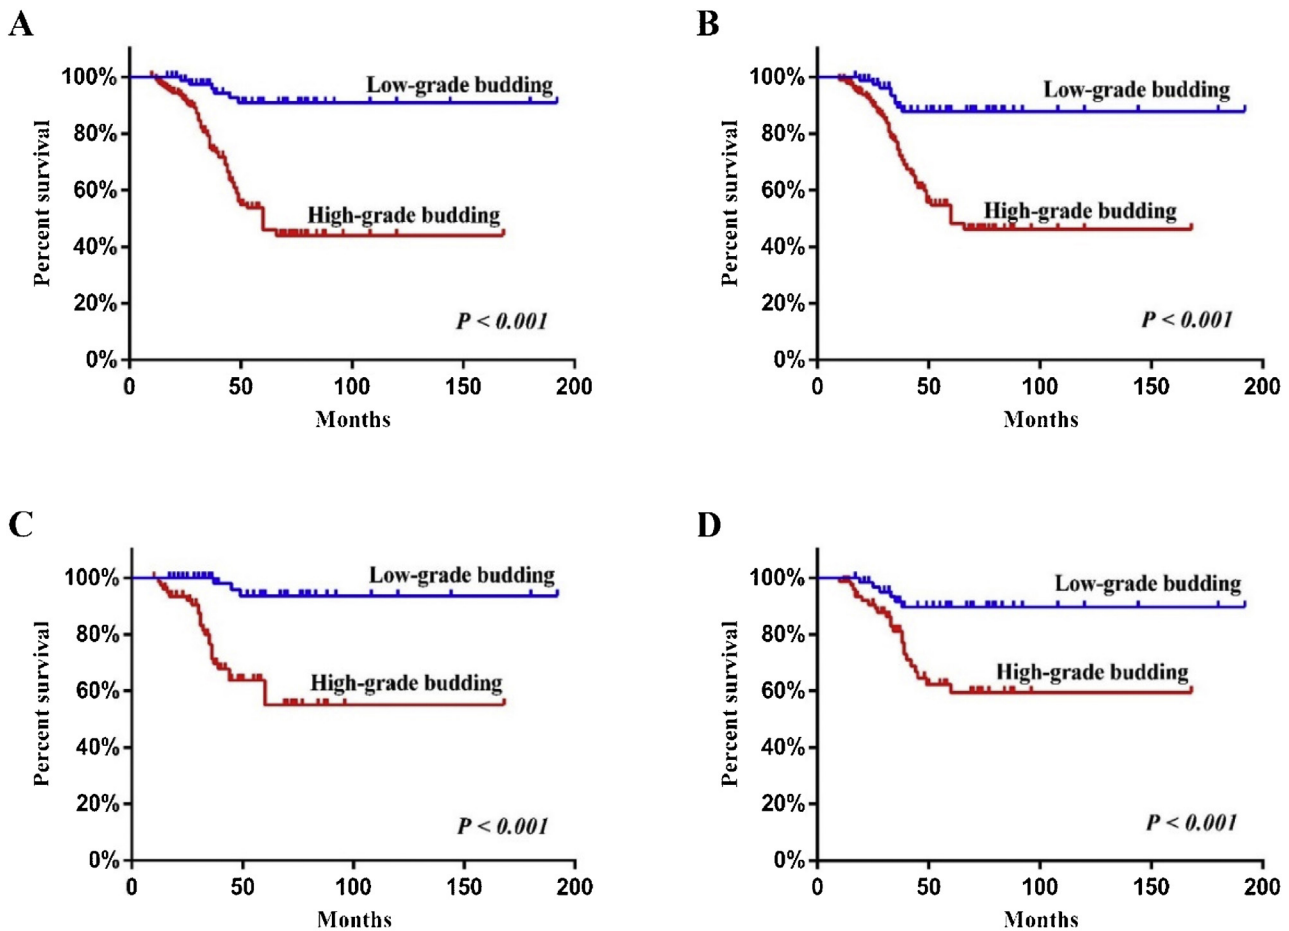 A
Percent survival
100%
80%
60%
40%
20%
0%
Low-grade budding
High-grade budding
P < 0.001
0 50 100 150 200
Months
B
Percent survival
100%
80%
60%
40%
20%
0%
Low-grade budding
High-grade budding
P < 0.001
0 50 100 150 200
Months
C
Percent survival
100%
80%
60%
40%
20%
0%
Low-grade budding
High-grade budding
P < 0.001
0 50 100 150 200
Months
D
Percent survival
100%
80%
60%
40%
20%
0%
Low-grade budding
High-grade budding
P < 0.001
0 50 100 150 200
Months